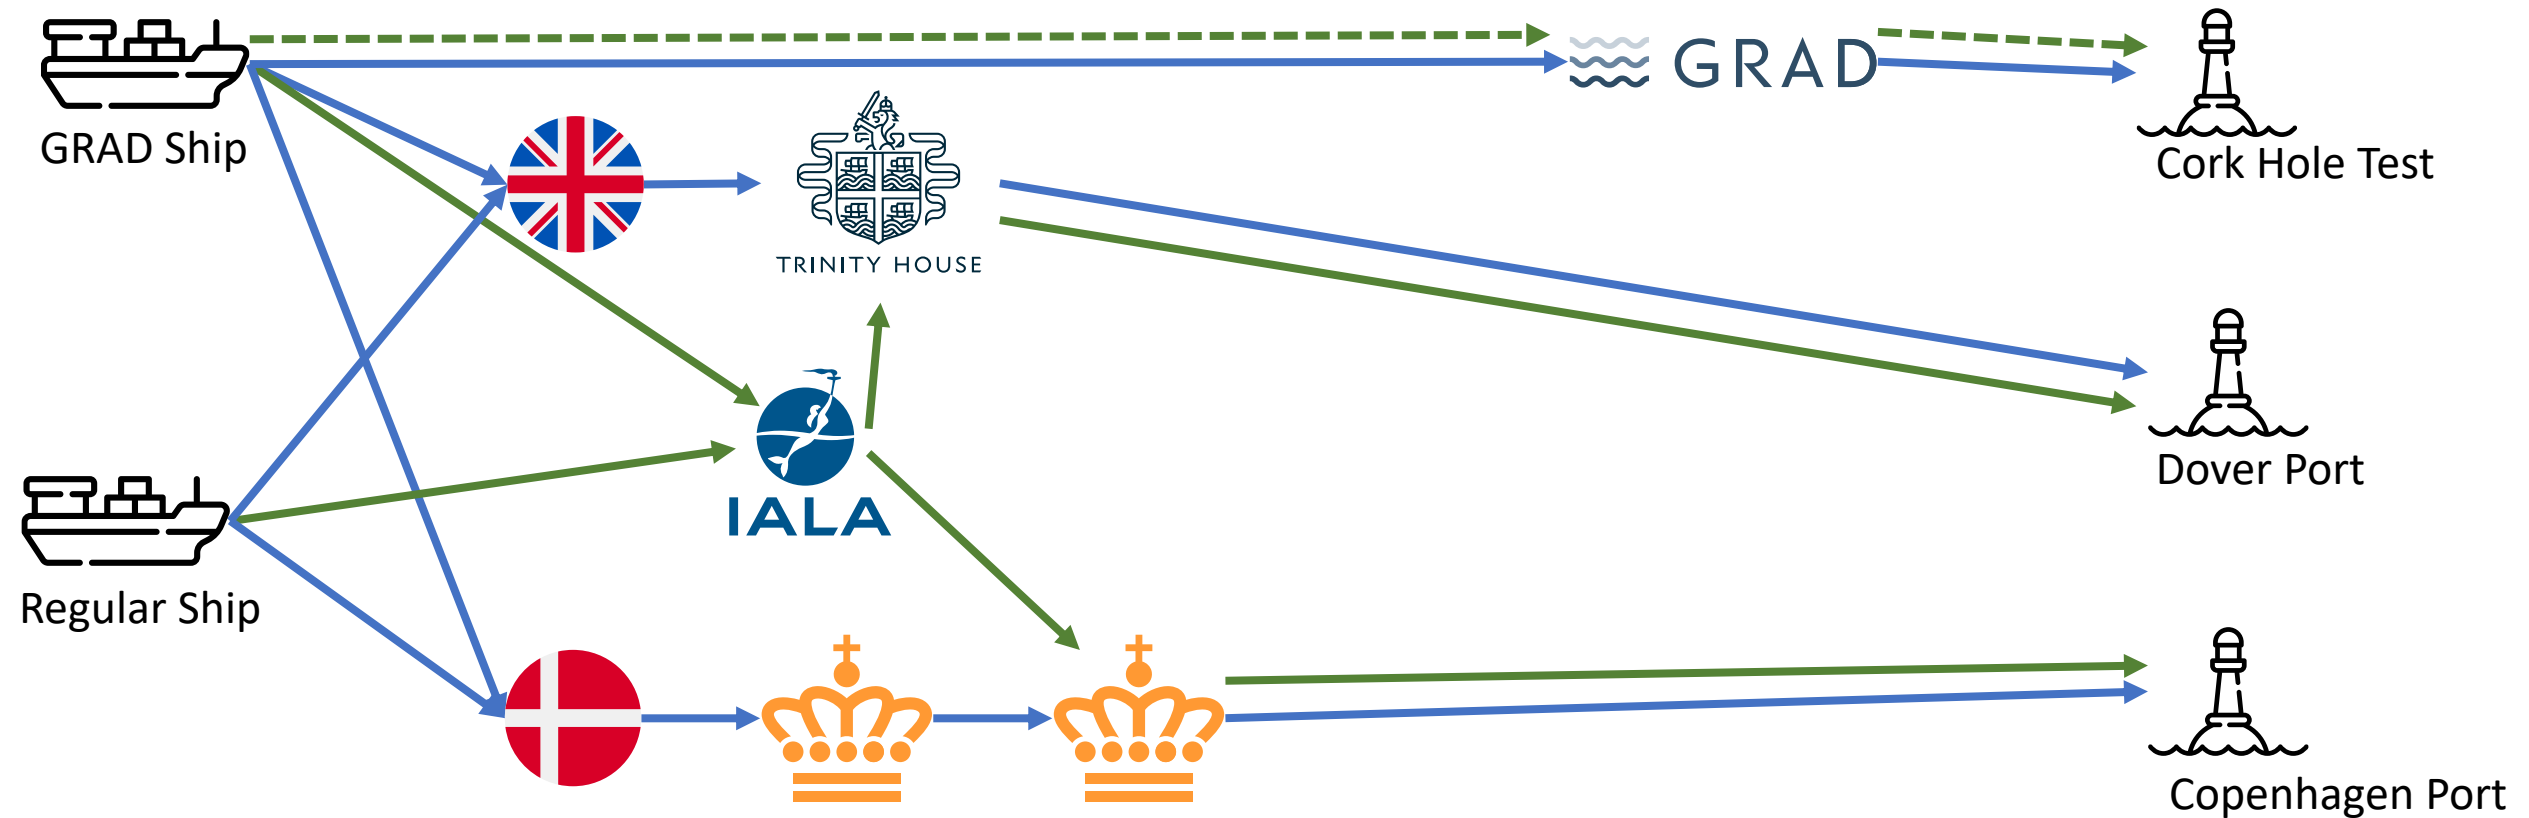 GRAD
GRAD Ship
Cork Hole Test
TRINITY HOUSE
Dover Port
IALA
Regular Ship
Copenhagen Port